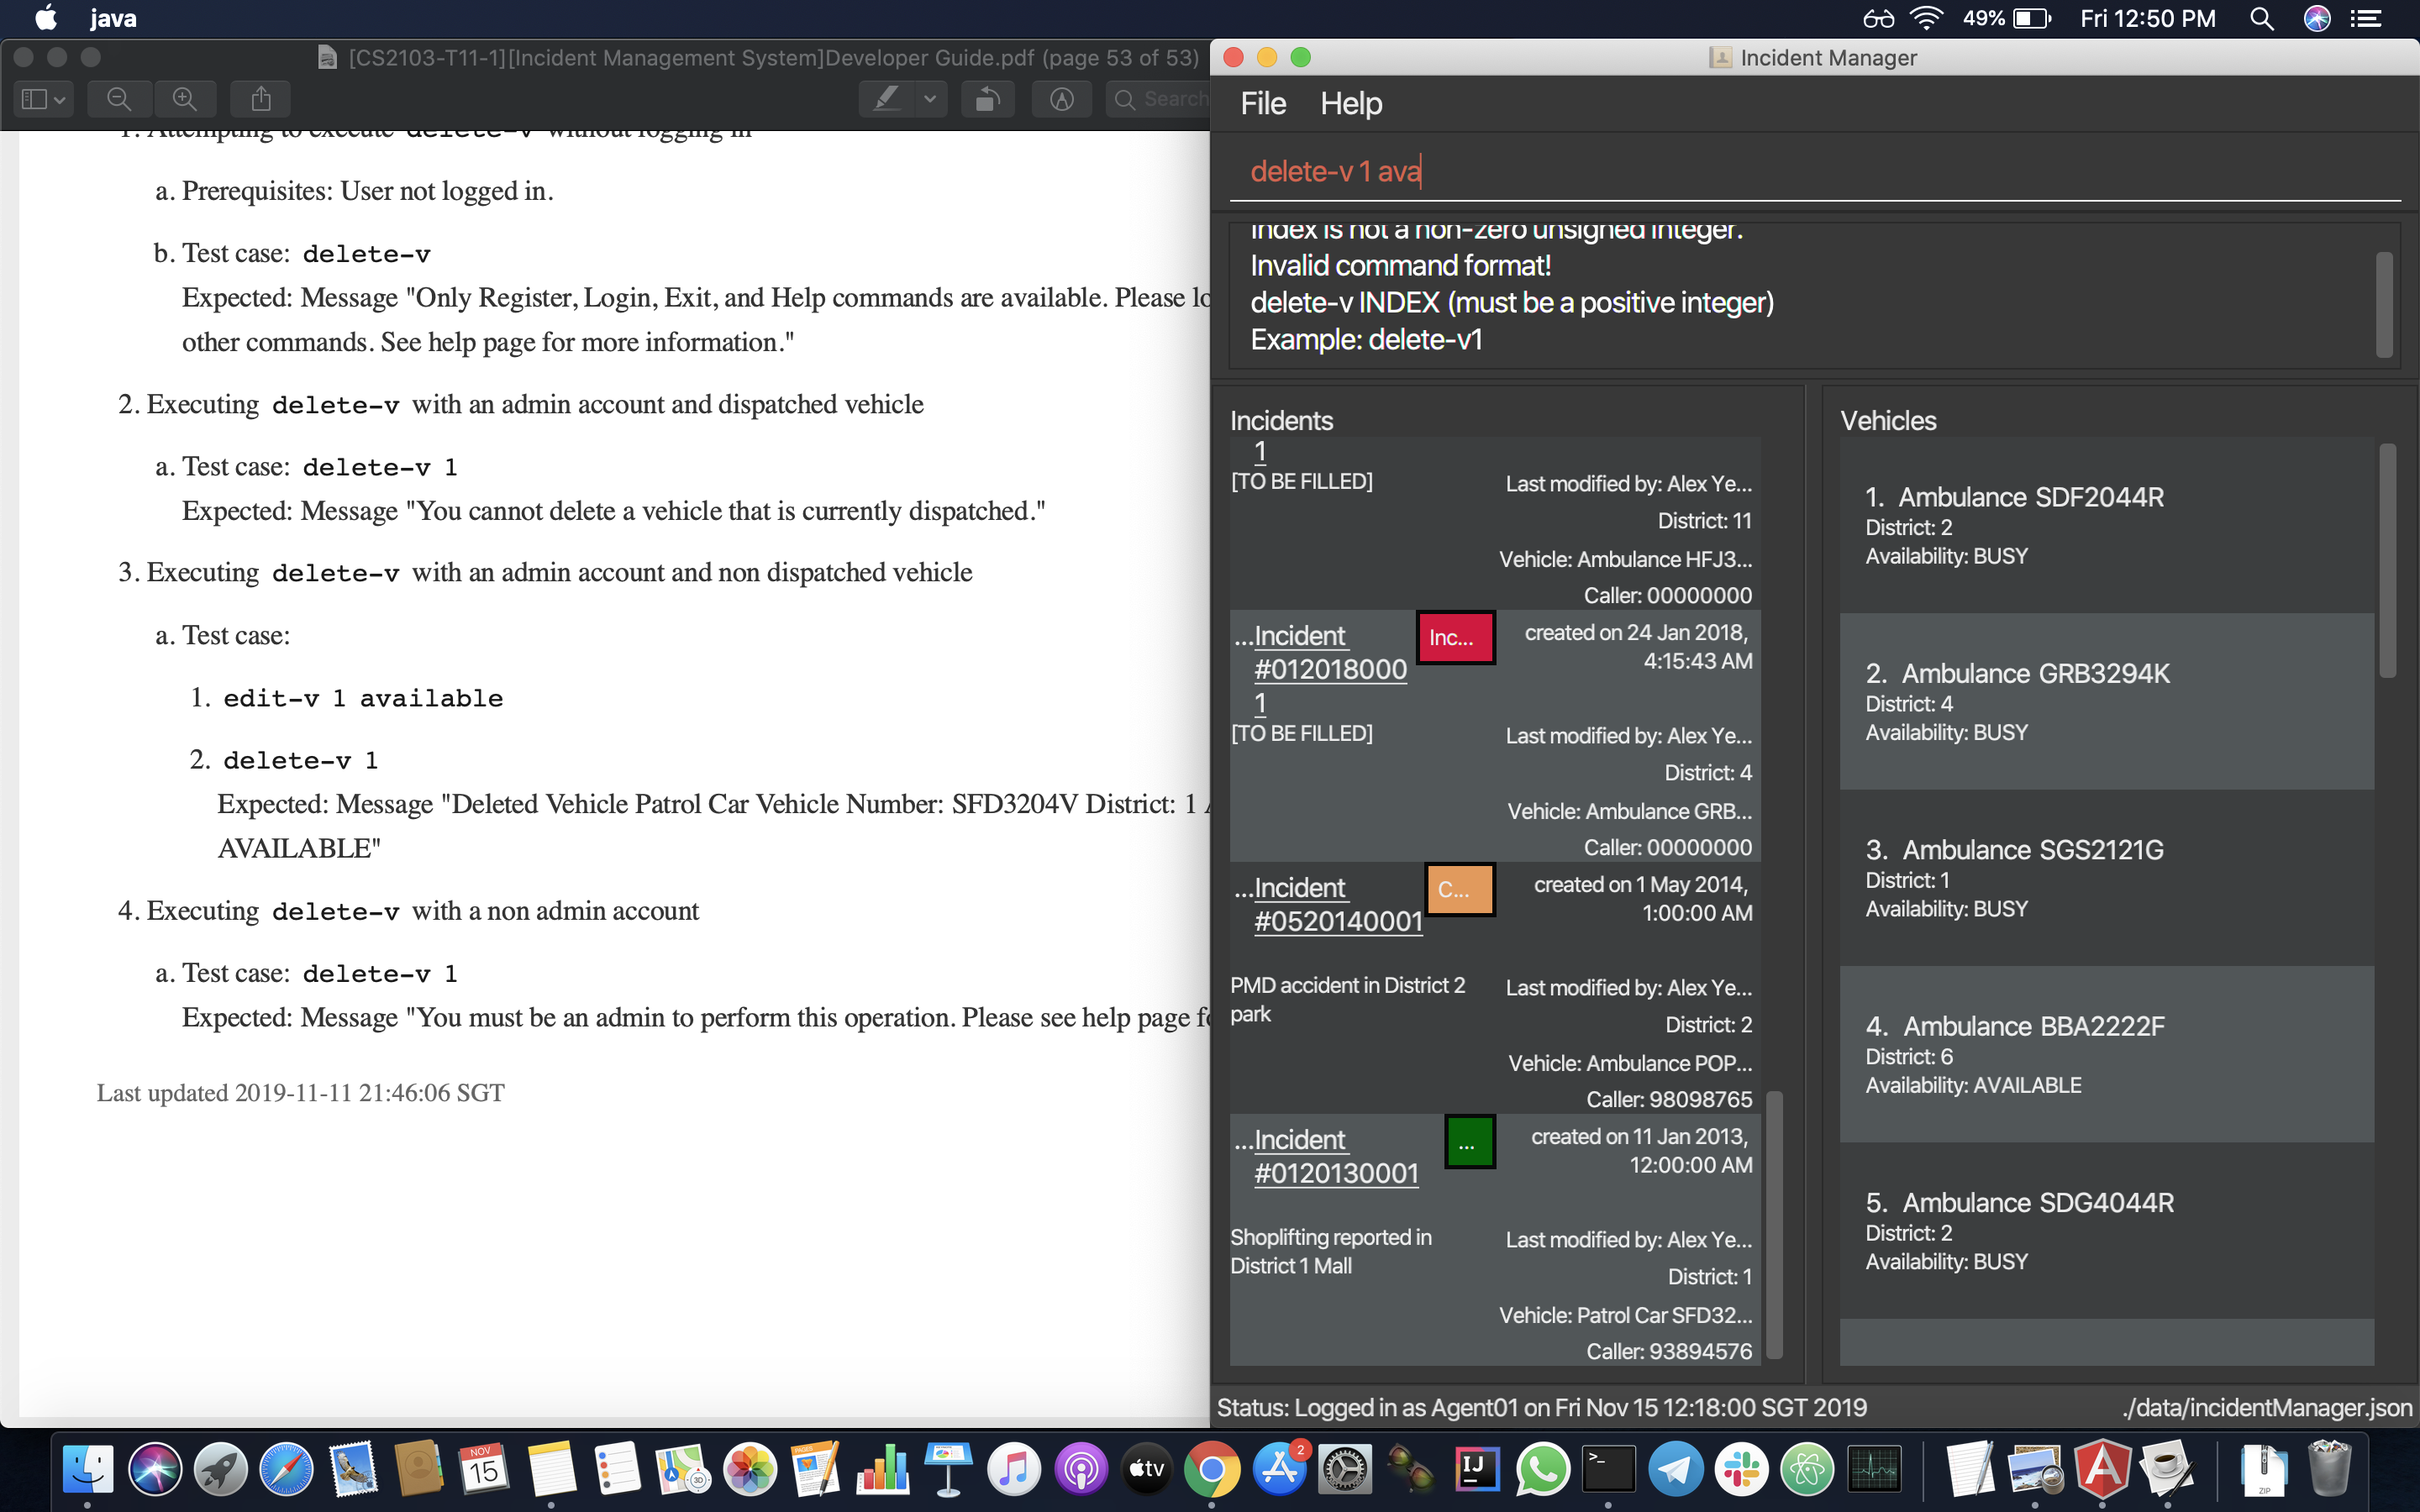 java
49%
Fri 12:50 PM
[CS2103-T11-1][Incident Management System]Developer Guide.pdf (page 53 of 53)
Search
1. Attempting to execute delete-v without logging in
a. Prerequisites: User not logged in.
b. Test case: delete-v
Expected: Message "Only Register, Login, Exit, and Help commands are available. Please lo
other commands. See help page for more information."
2. Executing delete-v with an admin account and dispatched vehicle
a. Test case: delete-v 1
Expected: Message "You cannot delete a vehicle that is currently dispatched."
3. Executing delete-v with an admin account and non dispatched vehicle
a. Test case:
1. edit-v 1 available
2. delete-v 1
Expected: Message "Deleted Vehicle Patrol Car Vehicle Number: SFD3204V District: 1 A
AVAILABLE"
4. Executing delete-v with a non admin account
a. Test case: delete-v 1
Expected: Message "You must be an admin to perform this operation. Please see help page fo
Last updated 2019-11-11 21:46:06 SGT
Incident Manager
File Help
delete-v 1 ava
Index is not a non-zero unsigned integer.
Invalid command format!
delete-v INDEX (must be a positive integer)
Example: delete-v1
Incidents
1
[TO BE FILLED]
Last modified by: Alex Ye...
District: 11
Vehicle: Ambulance HFJ3...
Caller: 00000000
...Incident
#012018000
1
Inc...
created on 24 Jan 2018,
4:15:43 AM
[TO BE FILLED]
Last modified by: Alex Ye...
District: 4
Vehicle: Ambulance GRB...
Caller: 00000000
...Incident
#0520140001
C...
created on 1 May 2014,
1:00:00 AM
PMD accident in District 2
park
Last modified by: Alex Ye...
District: 2
Vehicle: Ambulance POP...
Caller: 98098765
...Incident
#0120130001
...
created on 11 Jan 2013,
12:00:00 AM
Shoplifting reported in
District 1 Mall
Last modified by: Alex Ye...
District: 1
Vehicle: Patrol Car SFD32...
Caller: 93894576
Vehicles
1. Ambulance SDF2044R
District: 2
Availability: BUSY
2. Ambulance GRB3294K
District: 4
Availability: BUSY
3. Ambulance SGS2121G
District: 1
Availability: BUSY
4. Ambulance BBA2222F
District: 6
Availability: AVAILABLE
5. Ambulance SDG4044R
District: 2
Availability: BUSY
Status: Logged in as Agent01 on Fri Nov 15 12:18:00 SGT 2019
./data/incidentManager.json
NOV
15
PAGES
tv
2
IJ
>_
ZIP